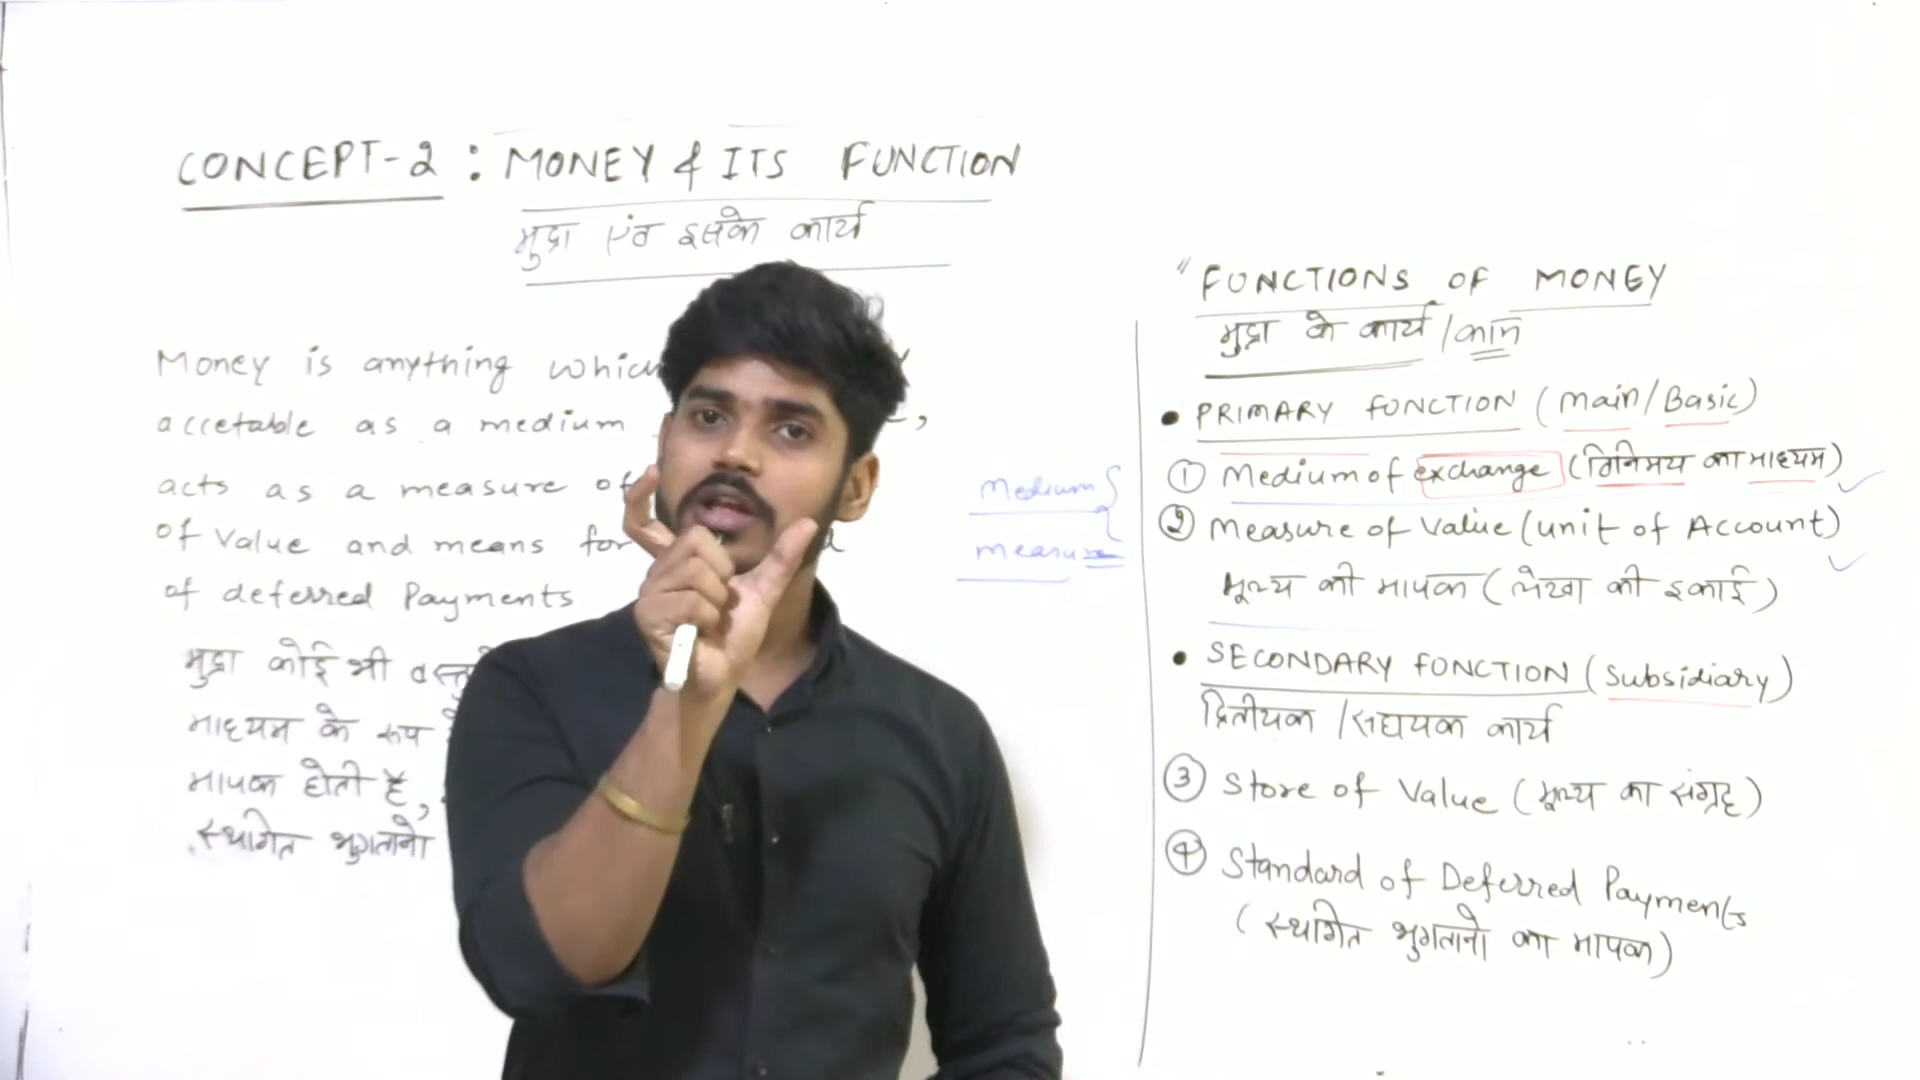 CONCEPT-2 : MONEY & ITS FUNCTION
मुद्रा एंव इसके कार्य
Money is anything which
accetable as a medium ,
acts as a measure of
of value and means for
of deferred Payments
मुद्रा कोई भी वस्तु
माध्यम के रूप
मापक होती है,
स्थगित भुगतानो
Medium
measure
"FUNCTIONS OF MONEY
मुद्रा के कार्य/काम
• PRIMARY FUNCTION (Main/Basic)
① Medium of exchange (विनिमय का माध्यम)
② Measure of Value (unit of Account)
मूल्य की मापक (लेखा की इकाई)
• SECONDARY FUNCTION (Subsidiary)
द्वितीयक /सहायक कार्य
③ Store of Value (मूल्य का संग्रह)
④ Standard of Deferred Payments
(स्थगित भुगतानो का मापक)